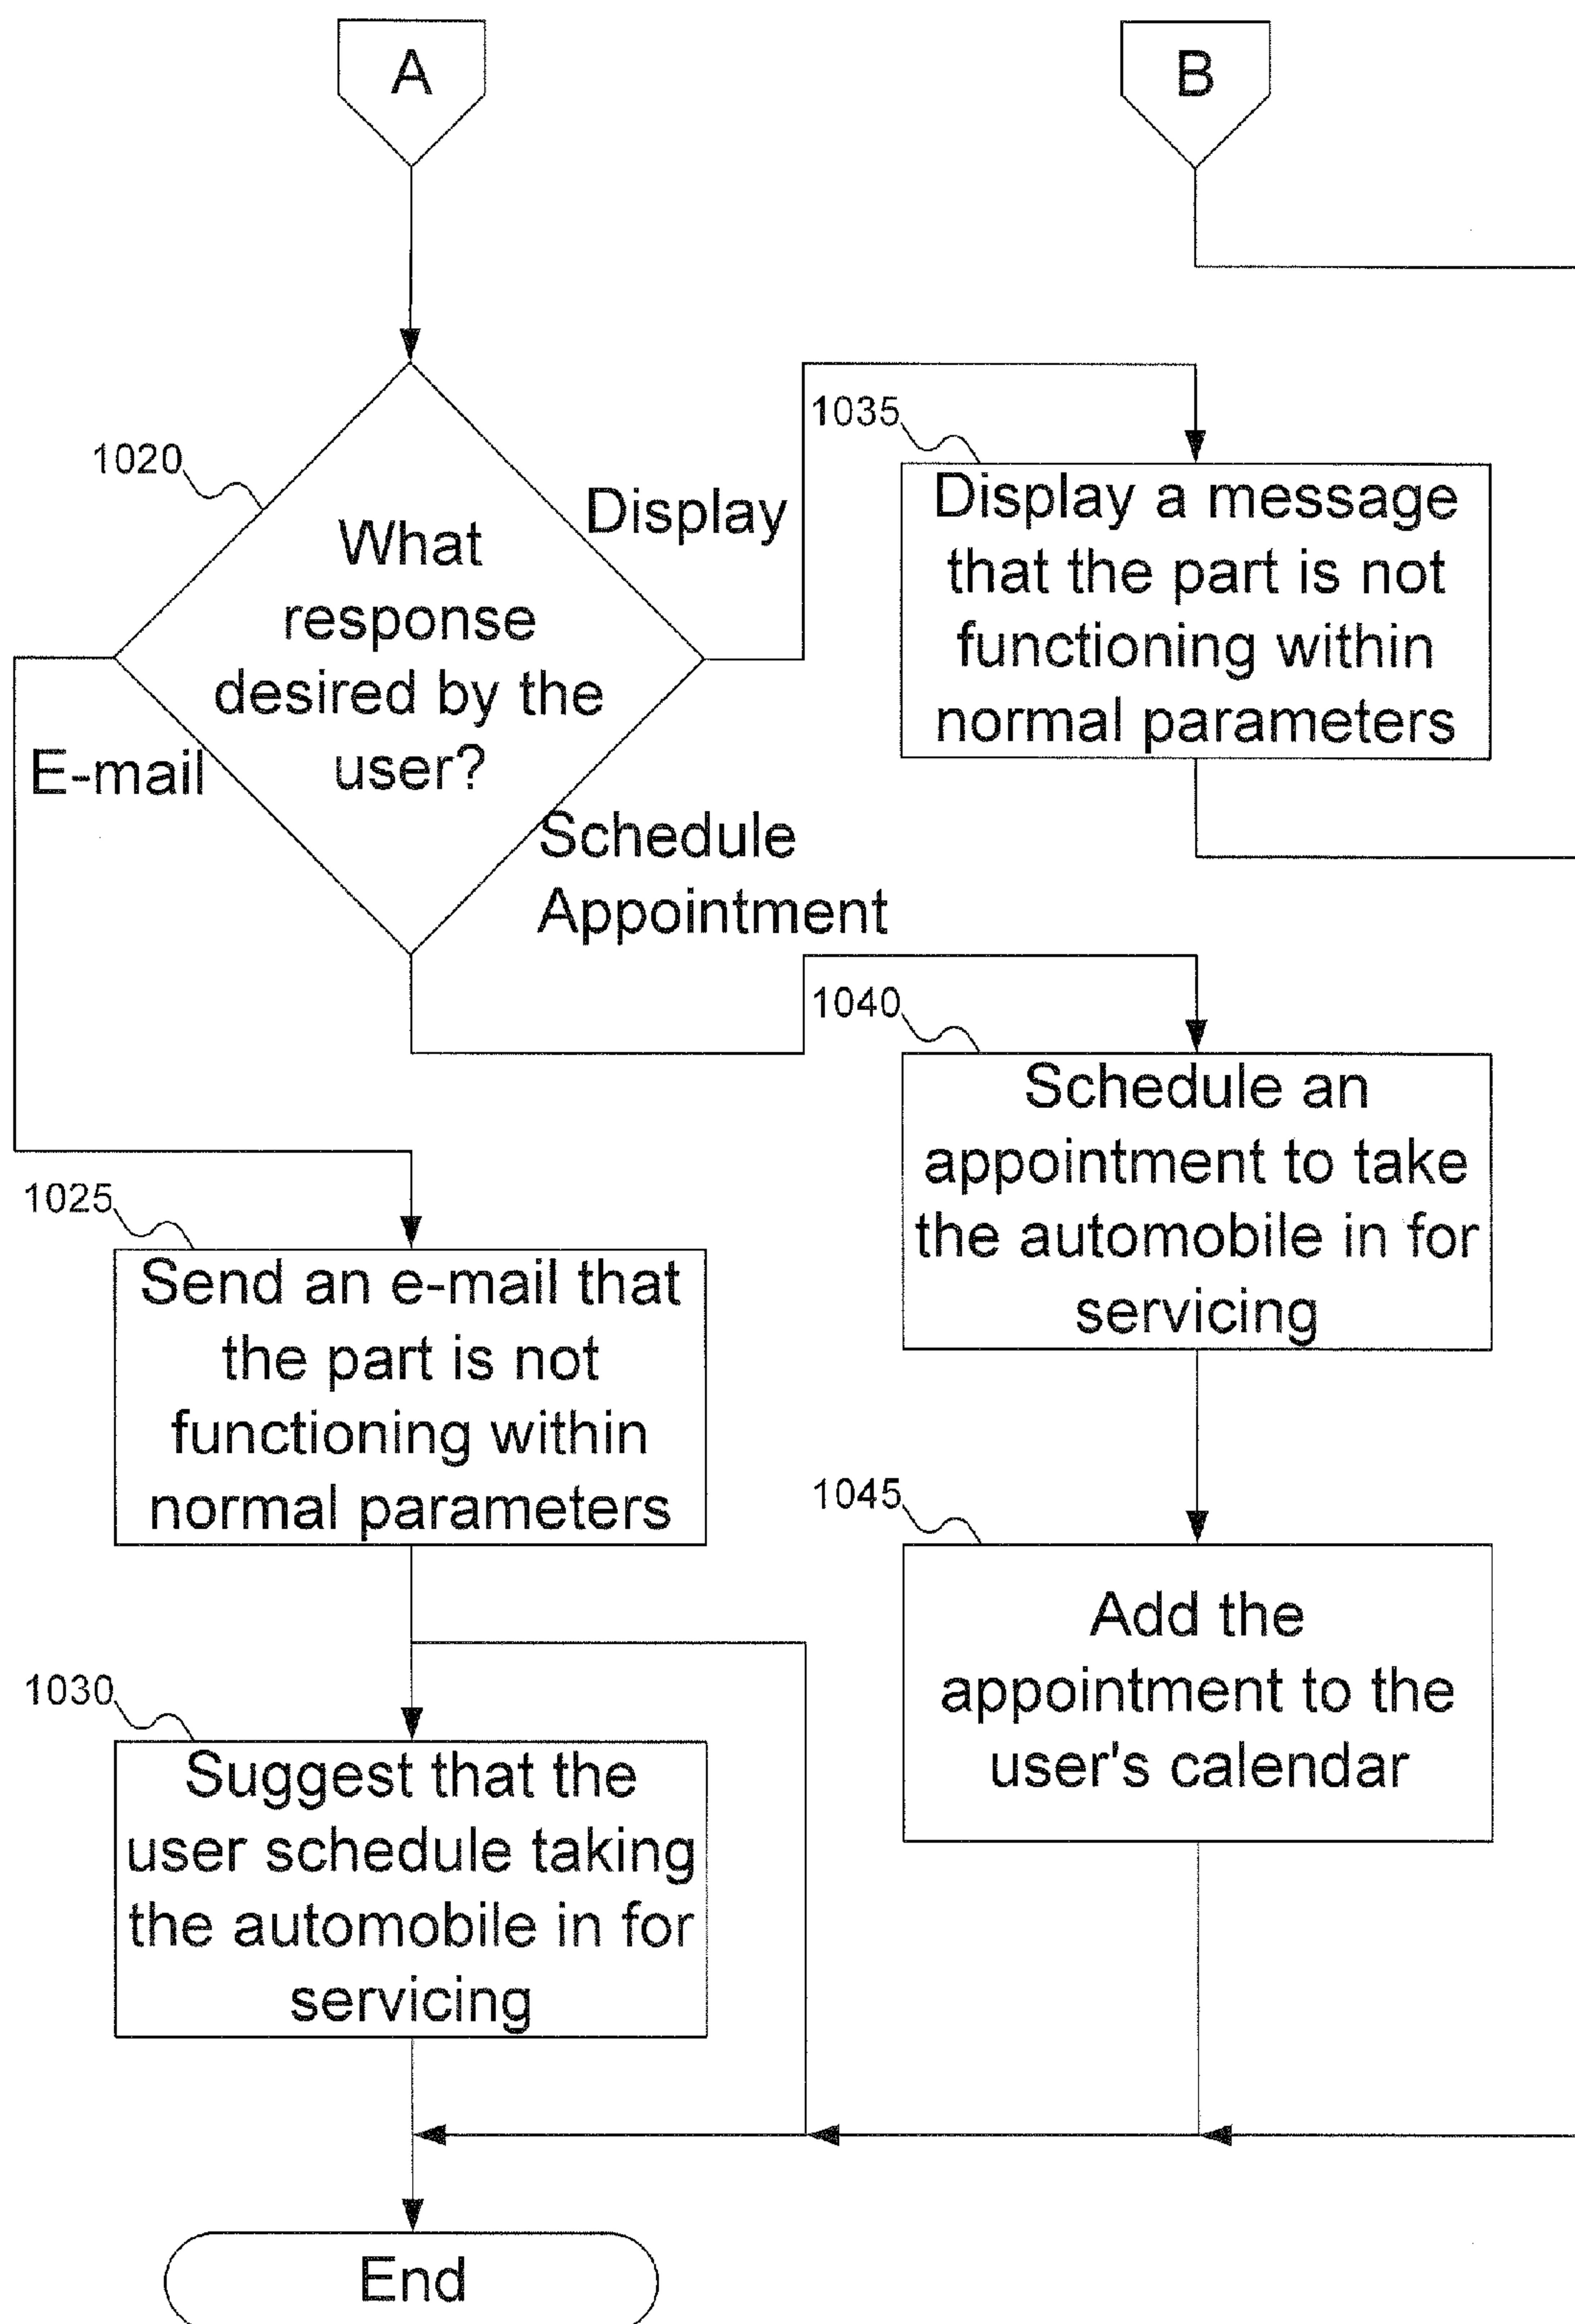 A
B
1020
What
response
desired by the
user?
Display
E-mail
Schedule
Appointment
1035
Display a message
that the part is not
functioning within
normal parameters
1040
Schedule an
appointment to take
the automobile in for
servicing
1025
Send an e-mail that
the part is not
functioning within
normal parameters
1045
Add the
appointment to the
user's calendar
1030
Suggest that the
user schedule taking
the automobile in for
servicing
End